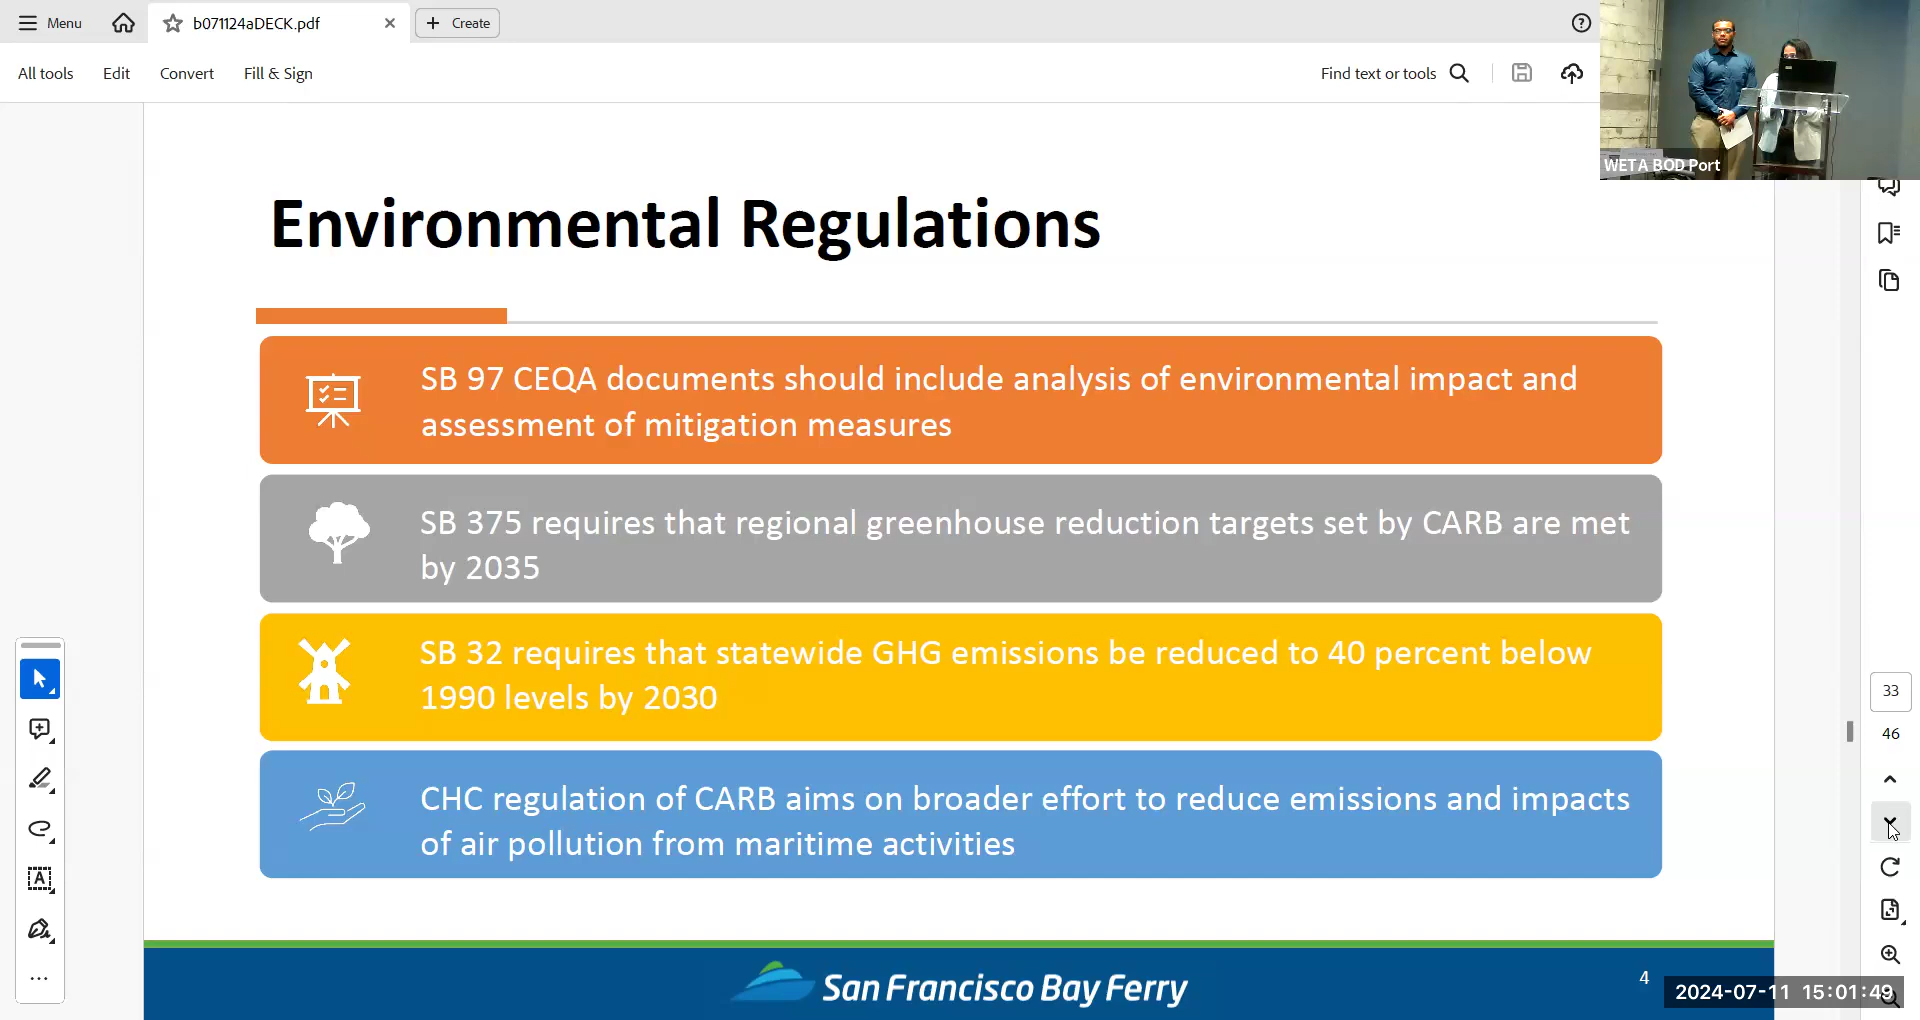 Menu
b071124aDECK.pdf
Create
All tools
Edit
Convert
Fill & Sign
Find text or tools
WETA BOD Port
Environmental Regulations
SB 97 CEQA documents should include analysis of environmental impact and
assessment of mitigation measures
SB 375 requires that regional greenhouse reduction targets set by CARB are met
by 2035
SB 32 requires that statewide GHG emissions be reduced to 40 percent below
1990 levels by 2030
CHC regulation of CARB aims on broader effort to reduce emissions and impacts
of air pollution from maritime activities
33
46
San Francisco Bay Ferry
4
2024-07-11 15:01:49